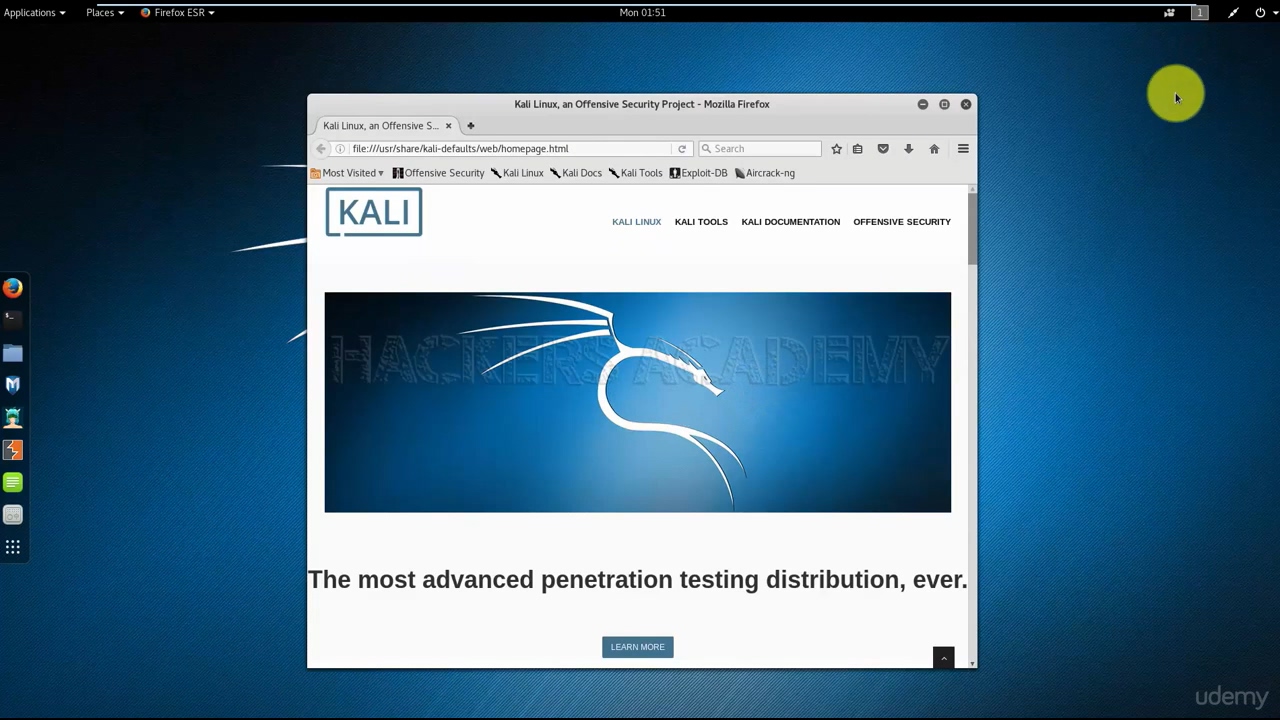 Applications Places Firefox ESR Mon 01:51 1
Kali Linux, an Offensive Security Project - Mozilla Firefox
Kali Linux, an Offensive S...
file:///usr/share/kali-defaults/web/homepage.html Search
Most Visited Offensive Security Kali Linux Kali Docs Kali Tools Exploit-DB Aircrack-ng
KALI
KALI LINUX KALI TOOLS KALI DOCUMENTATION OFFENSIVE SECURITY
HACKERS ACADEMY
The most advanced penetration testing distribution, ever.
LEARN MORE
udemy